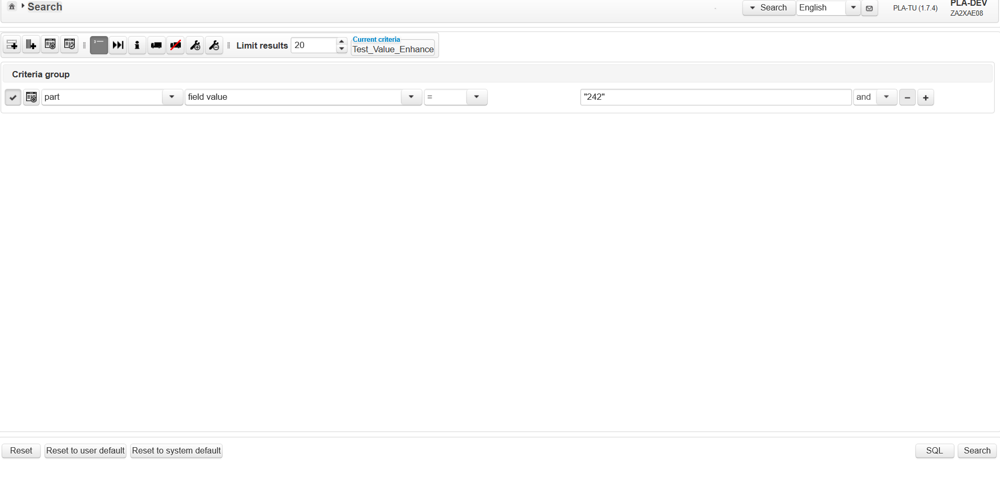 Search
Search
English
PLA-TU (1.7.4)
PLA-DEV
ZA2XAE08
Limit results
20
Current criteria
Test_Value_Enhance
Criteria group
part
field value
=
"242"
and
Reset
Reset to user default
Reset to system default
SQL
Search